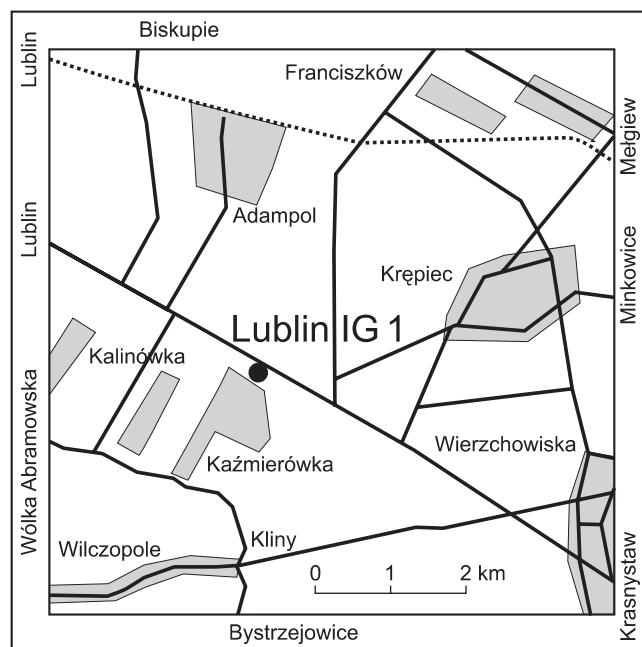 Biskupie
Lublin
Franciszków
Mełgiew
Lublin
Adampol
Krępiec
Minkowice
Lublin IG 1
Kalinówka
Wólka Abramowska
Wierzchowiska
Kaźmierówka
Wilczopole
Kliny
0 1 2 km
Krasnystaw
Bystrzejowice